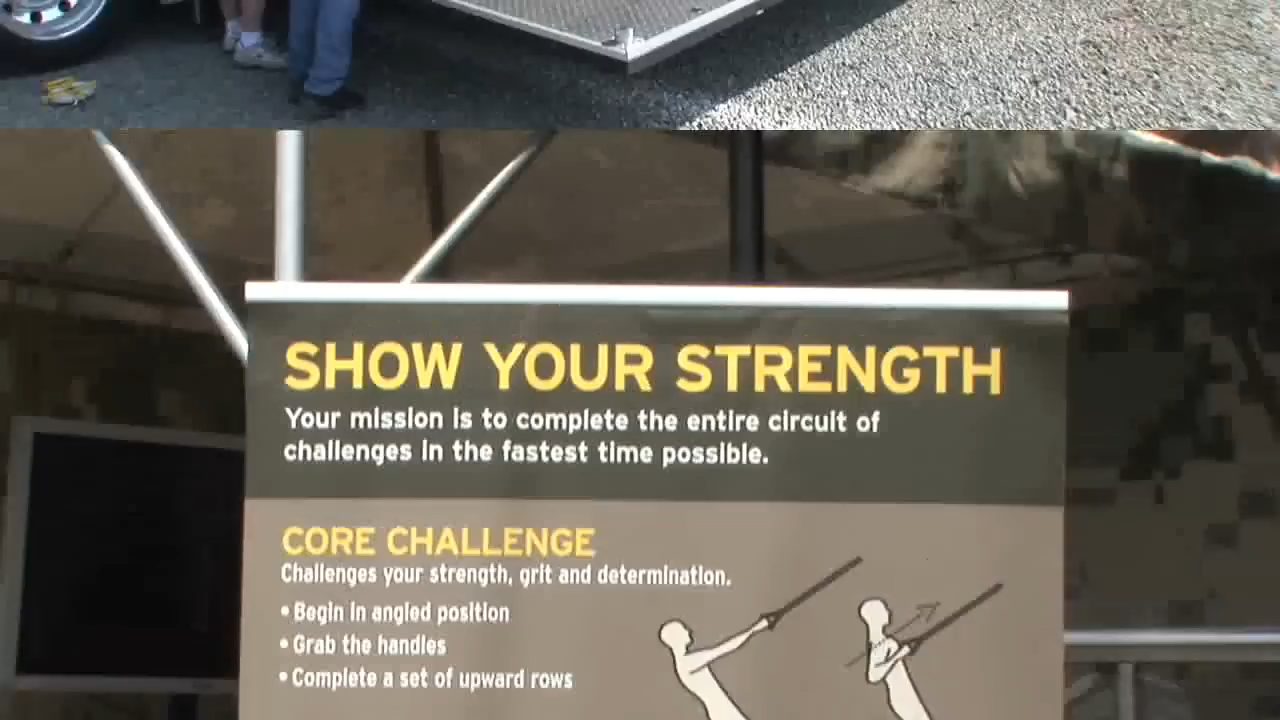 SHOW YOUR STRENGTH
Your mission is to complete the entire circuit of
challenges in the fastest time possible.
CORE CHALLENGE
Challenges your strength, grit and determination.
• Begin in angled position
• Grab the handles
• Complete a set of upward rows